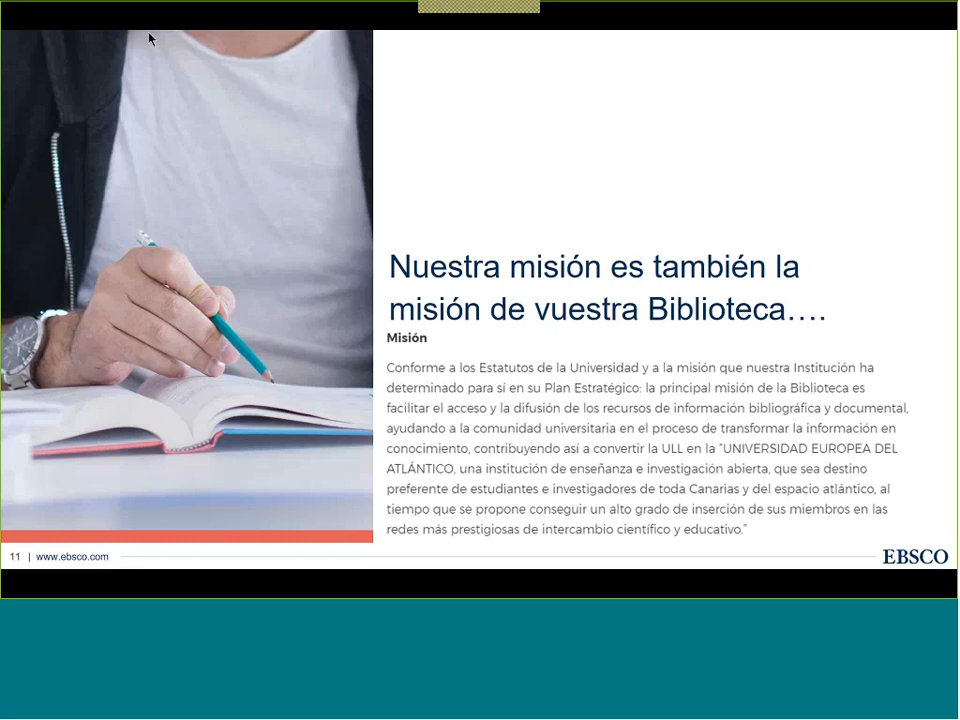 Nuestra misión es también la
misión de vuestra Biblioteca….
Misión
Conforme a los Estatutos de la Universidad y a la misión que nuestra Institución ha
determinado para sí en su Plan Estratégico: la principal misión de la Biblioteca es
facilitar el acceso y la difusión de los recursos de información bibliográfica y documental,
ayudando a la comunidad universitaria en el proceso de transformar la información en
conocimiento, contribuyendo así a convertir la ULL en la “UNIVERSIDAD EUROPEA DEL
ATLÁNTICO, una institución de enseñanza e investigación abierta, que sea destino
preferente de estudiantes e investigadores de toda Canarias y del espacio atlántico, al
tiempo que se propone conseguir un alto grado de inserción de sus miembros en las
redes más prestigiosas de intercambio científico y educativo.”
11 | www.ebsco.com
EBSCO